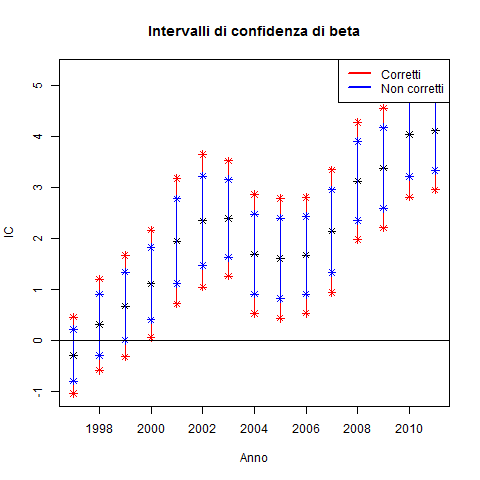 Intervalli di confidenza di beta
Corretti
Non corretti
5
4
3
2
1
0
-1
IC
1998 2000 2002 2004 2006 2008 2010
Anno